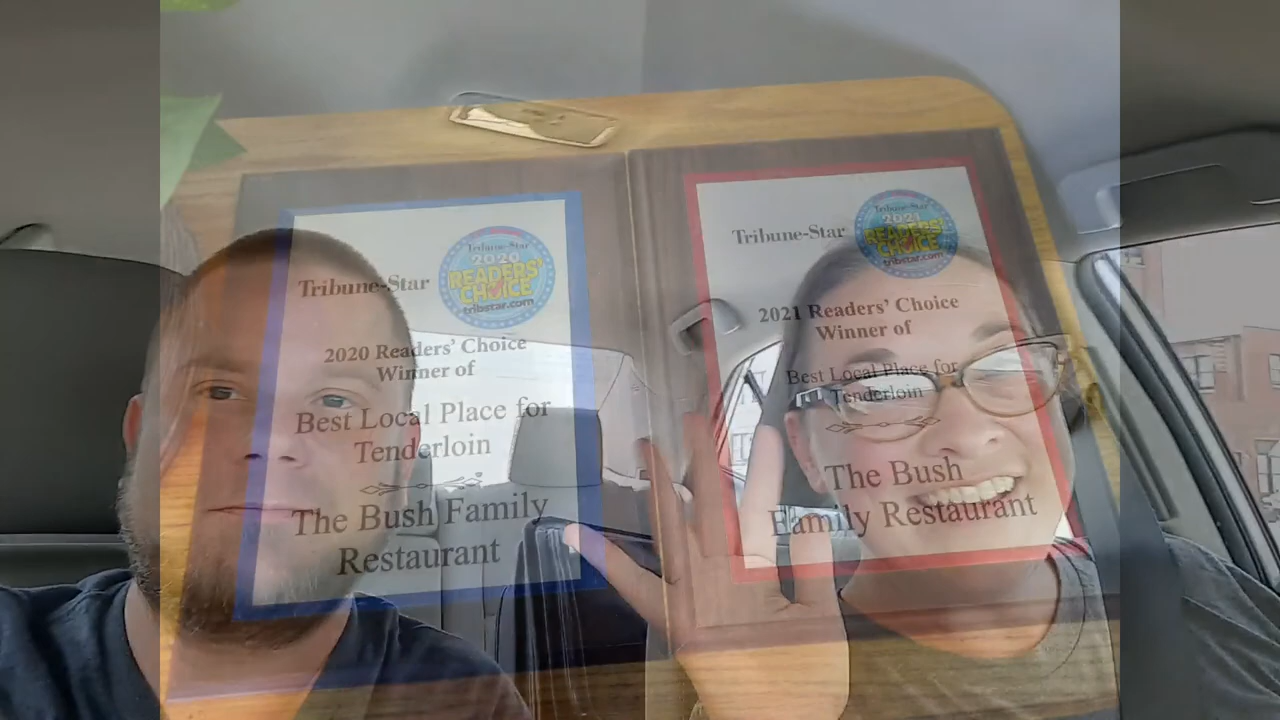 Tribune-Star
Tribune-Star
2020
READERS'
CHOICE
tribstar.com
2020 Readers' Choice
Winner of
Best Local Place for
Tenderloin
The Bush Family
Restaurant
Tribune-Star
Tribune-Star
2021
READERS'
CHOICE
tribstar.com
2021 Readers' Choice
Winner of
Best Local Place for
Tenderloin
The Bush
Family Restaurant